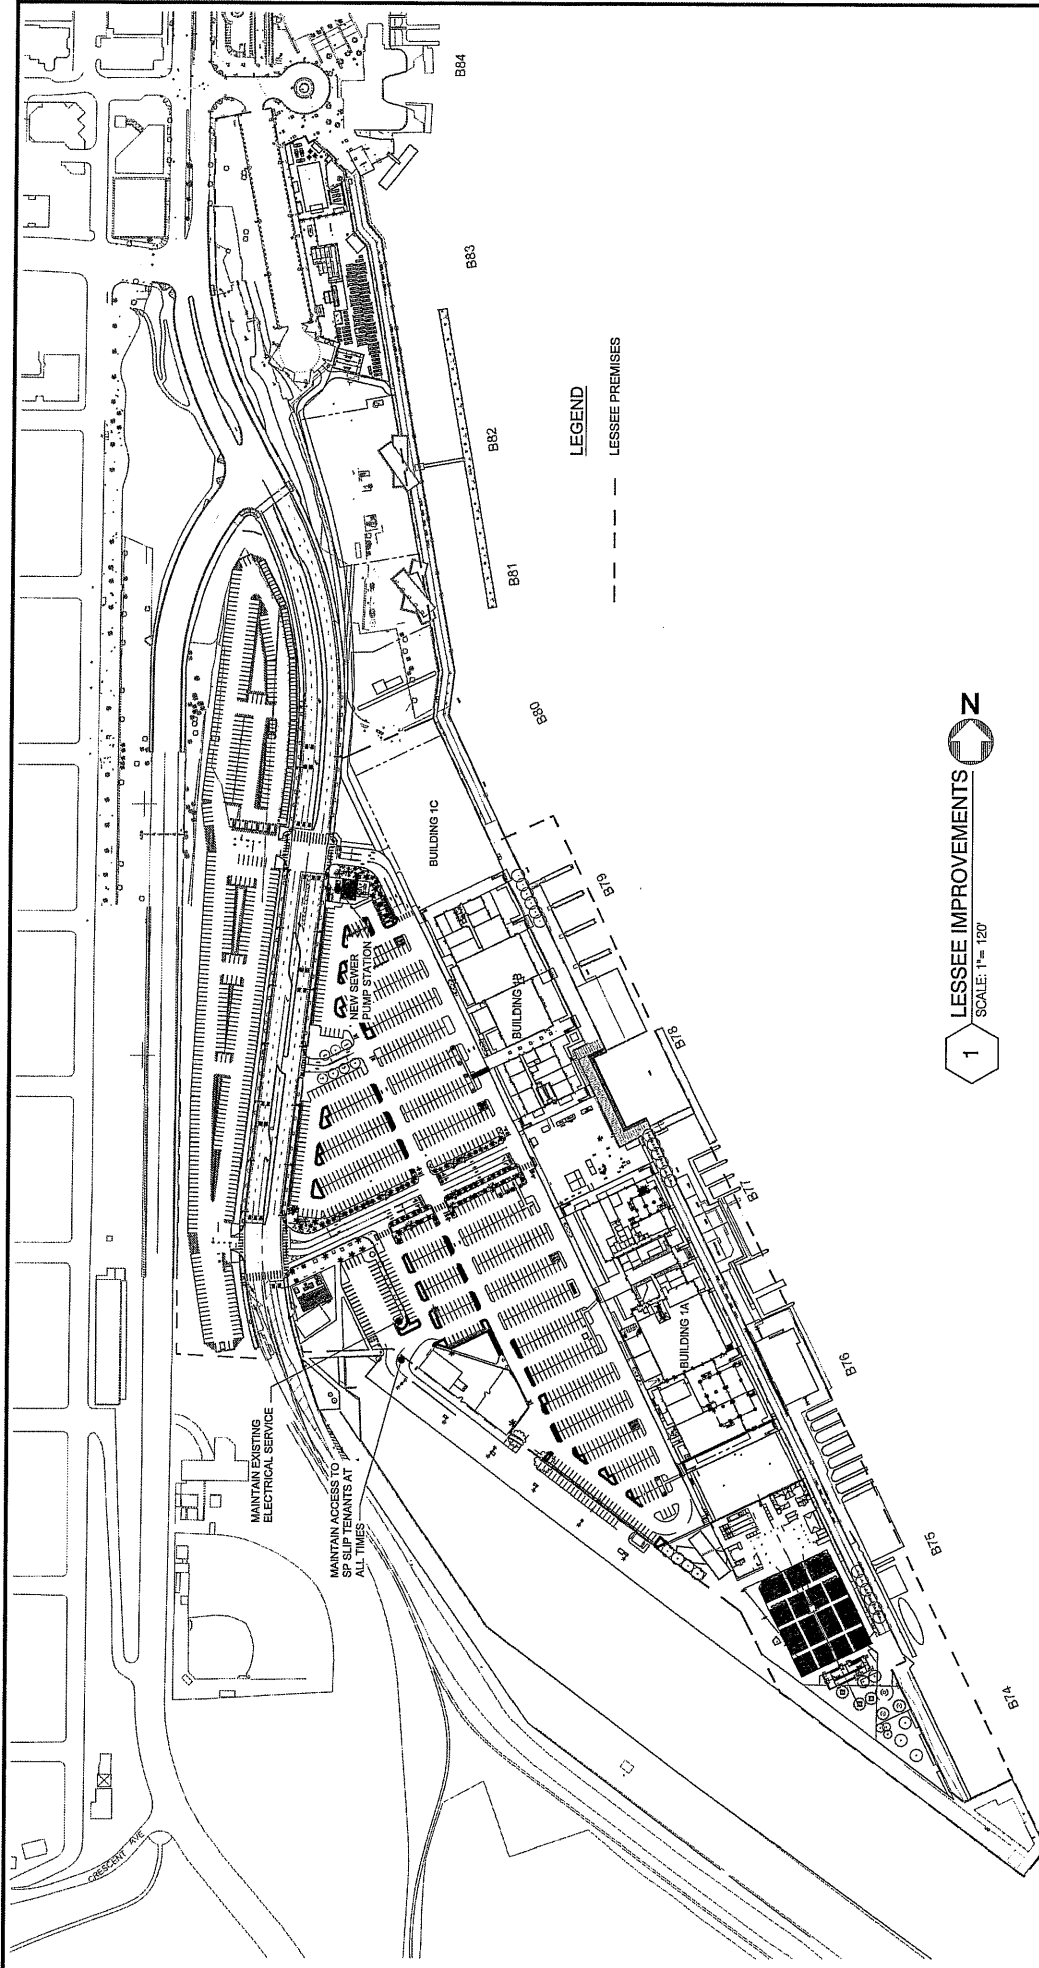 B84
B83
B82
B81
B80
B79
B78
B77
B76
B75
B74
LEGEND
LESSEE PREMISES
BUILDING 1C
BUILDING 1B
BUILDING 1A
NEW SEWER
PUMP STATION
MAINTAIN EXISTING
ELECTRICAL SERVICE
MAINTAIN ACCESS TO
SP SLIP TENANTS AT
ALL TIMES
CRESCENT AVE
1
LESSEE IMPROVEMENTS
SCALE: 1"= 120'
N